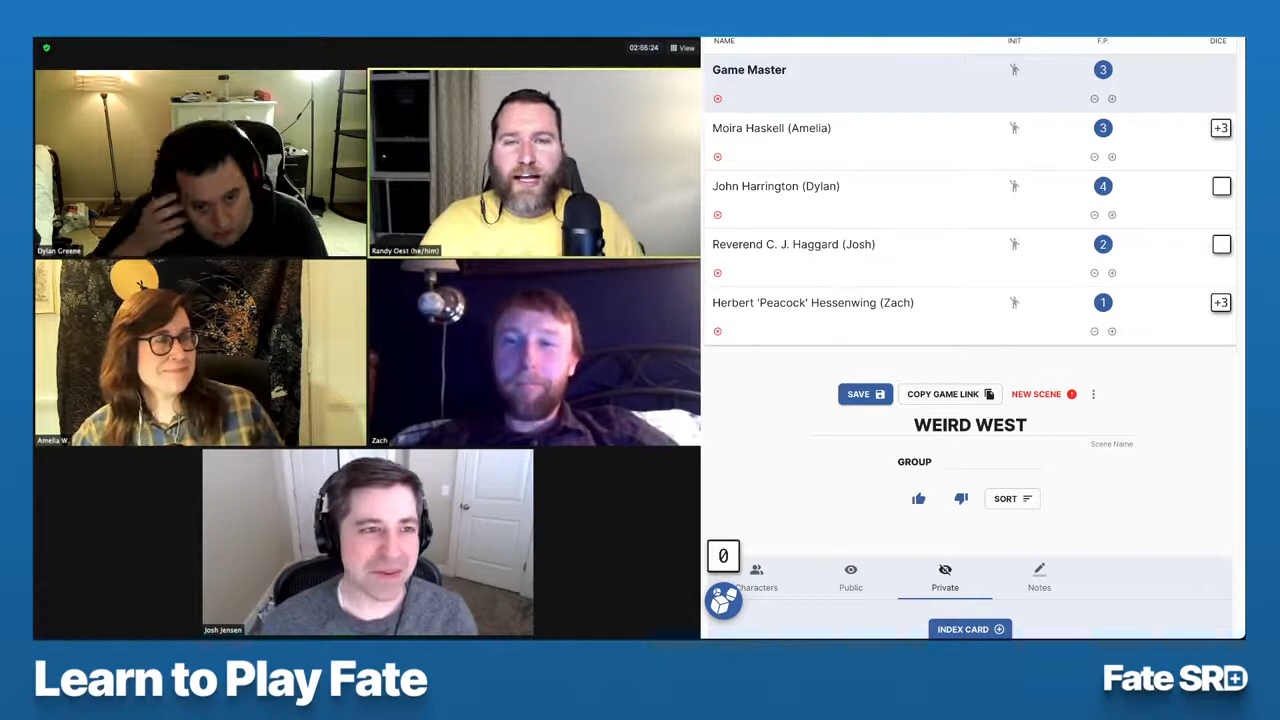 02:55:24 View
Dylan Greene
Randy Oest (he/him)
Amelia W.
Zach
Josh Jensen
NAME INIT F.P. DICE
Game Master 3
Moira Haskell (Amelia) 3 +3
John Harrington (Dylan) 4
Reverend C. J. Haggard (Josh) 2
Herbert 'Peacock' Hessenwing (Zach) 1 +3
SAVE COPY GAME LINK NEW SCENE
WEIRD WEST
Scene Name
GROUP
SORT
0
Characters Public Private Notes
INDEX CARD
Learn to Play Fate
Fate SRD